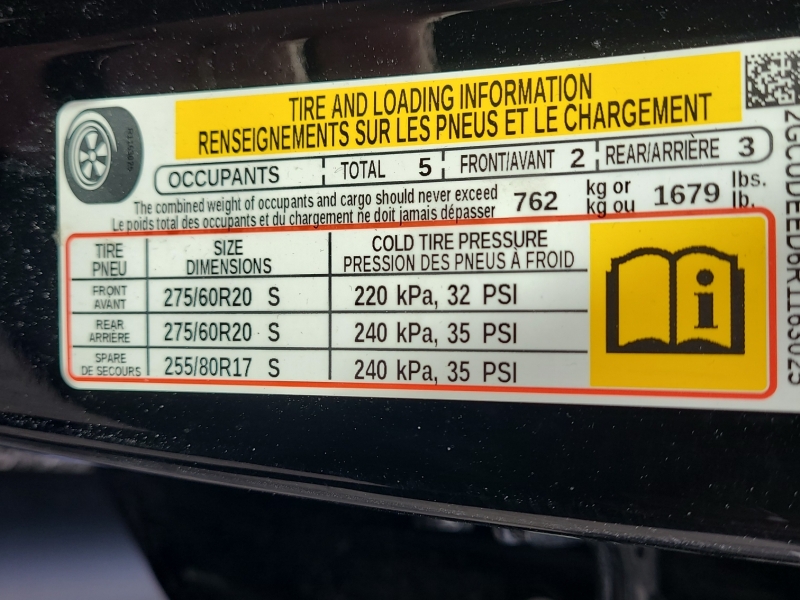 TIRE AND LOADING INFORMATION
RENSEIGNEMENTS SUR LES PNEUS ET LE CHARGEMENT
OCCUPANTS TOTAL 5 FRONT/AVANT 2 REAR/ARRIÈRE 3
The combined weight of occupants and cargo should never exceed 762 kg or 1679 lbs.
Le poids total des occupants et du chargement ne doit jamais dépasser kg ou lb.
TIRE SIZE COLD TIRE PRESSURE
PNEU DIMENSIONS PRESSION DES PNEUS À FROID
FRONT
AVANT 275/60R20 S 220 kPa, 32 PSI
REAR
ARRIÈRE 275/60R20 S 240 kPa, 35 PSI
SPARE
DE SECOURS 255/80R17 S 240 kPa, 35 PSI
i
2GCUDEED6R1163025